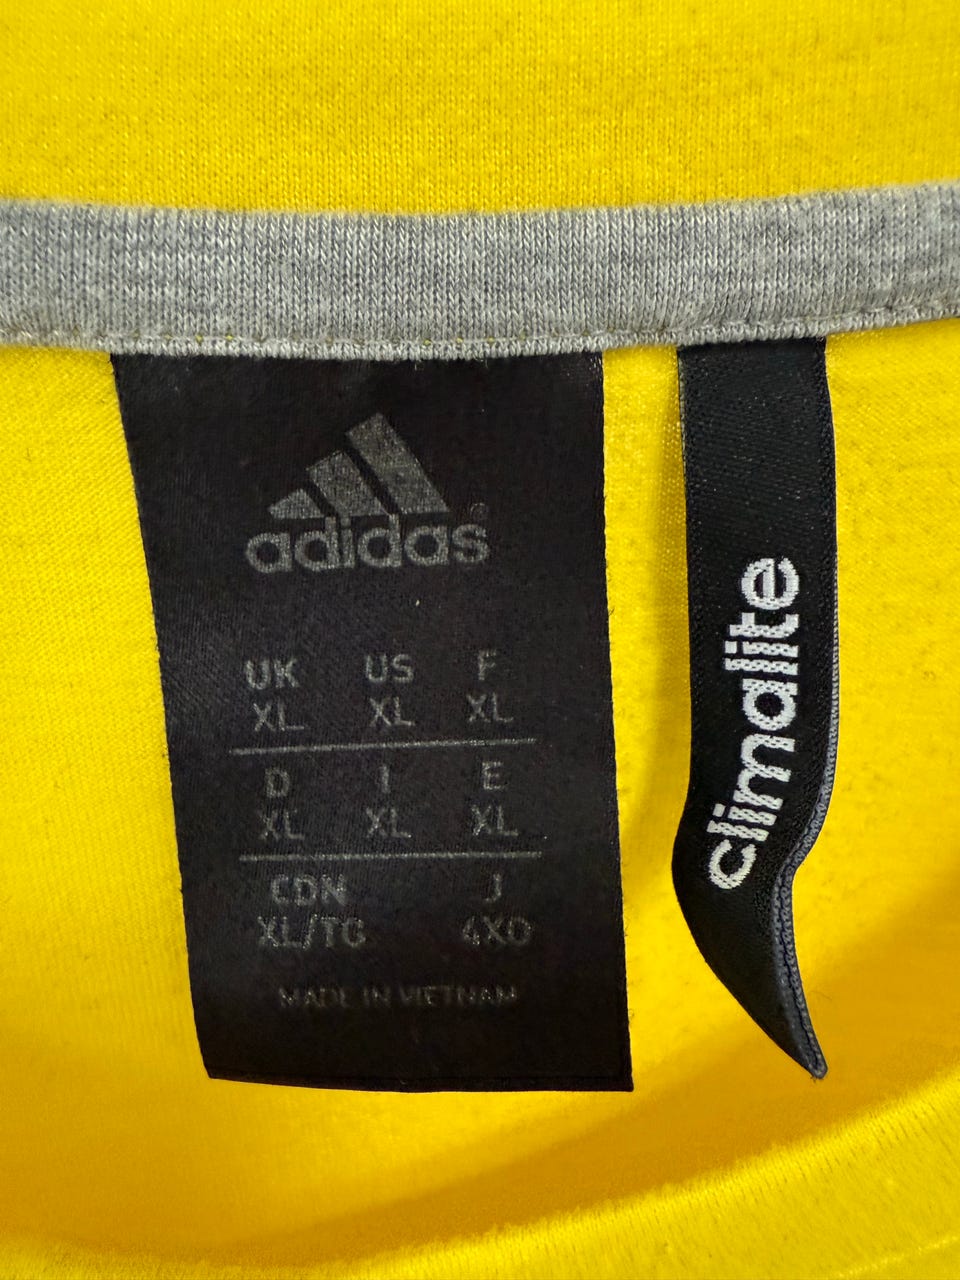 adidas®
UK US F
XL XL XL
D I E
XL XL XL
CDN J
XL/TG 4XO
MADE IN VIETNAM
climalite